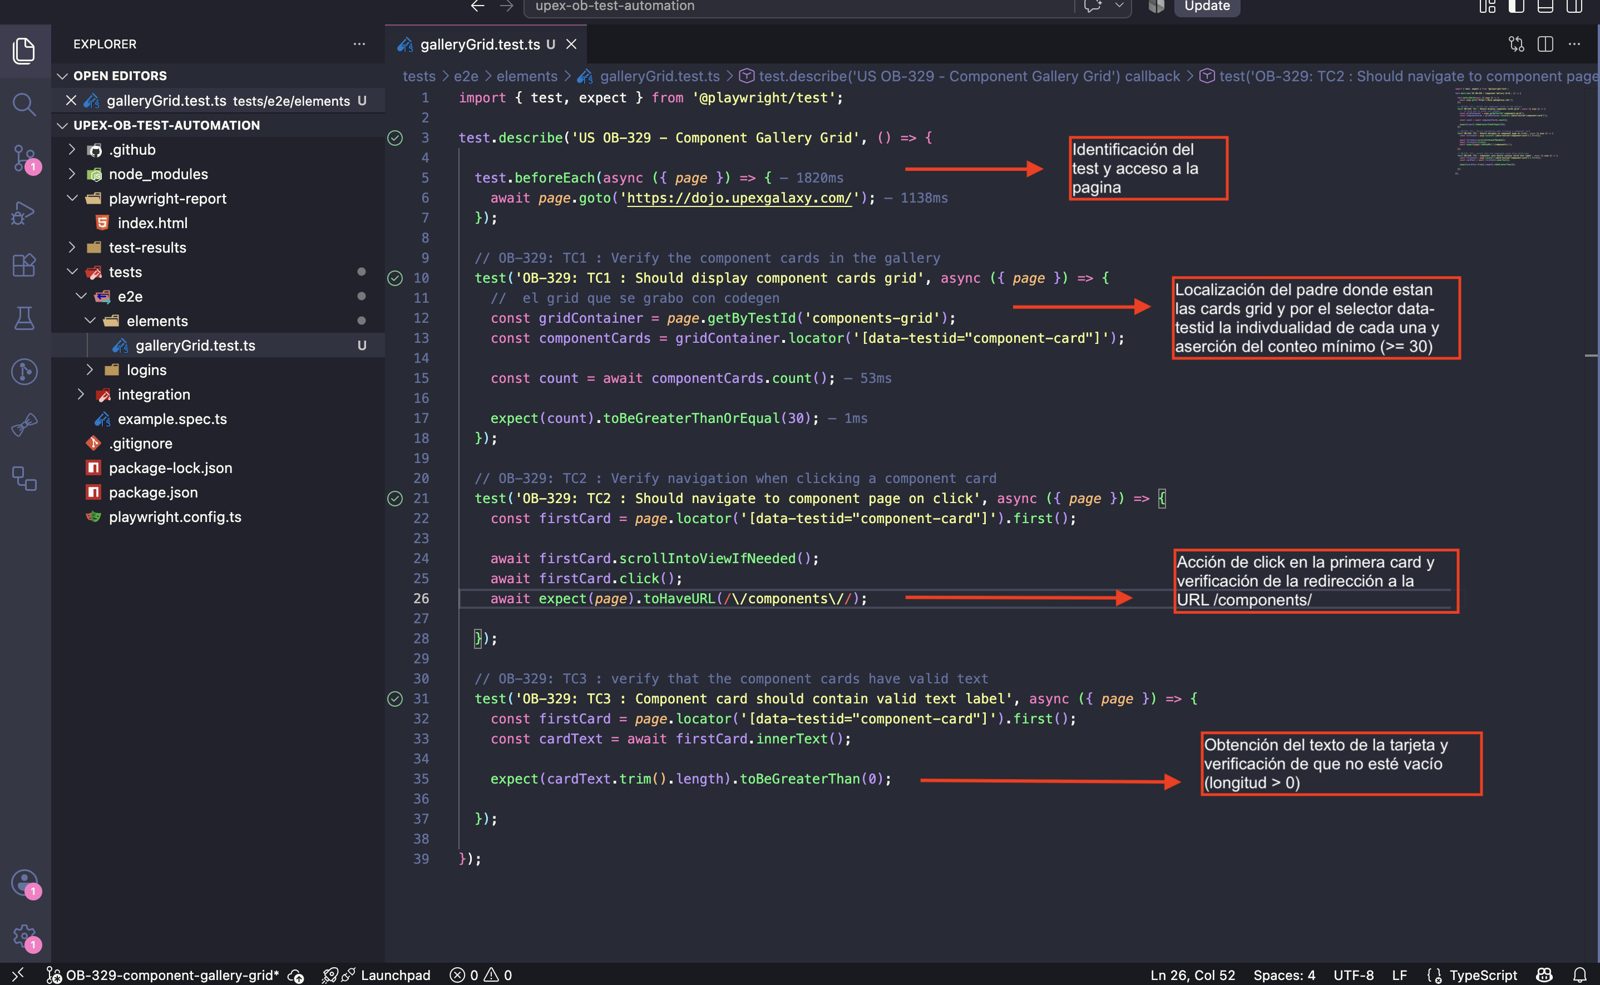 upex-ob-test-automation
Update
EXPLORER
galleryGrid.test.ts U
OPEN EDITORS
galleryGrid.test.ts tests/e2e/elements U
UPEX-OB-TEST-AUTOMATION
.github
node_modules
playwright-report
index.html
test-results
tests
e2e
elements
galleryGrid.test.ts U
logins
integration
example.spec.ts
.gitignore
package-lock.json
package.json
playwright.config.ts
1
1
1
tests > e2e > elements > galleryGrid.test.ts > test.describe('US OB-329 - Component Gallery Grid') callback > test('OB-329: TC2 : Should navigate to component page
1 import { test, expect } from '@playwright/test';
2
3 test.describe('US OB-329 - Component Gallery Grid', () => {
4
5 test.beforeEach(async ({ page }) => { — 1820ms
6 await page.goto('https://dojo.upexgalaxy.com/'); — 1138ms
7 });
8
9 // OB-329: TC1 : Verify the component cards in the gallery
10 test('OB-329: TC1 : Should display component cards grid', async ({ page }) => {
11 //  el grid que se grabo con codegen
12 const gridContainer = page.getByTestId('components-grid');
13 const componentCards = gridContainer.locator('[data-testid="component-card"]');
14
15 const count = await componentCards.count(); — 53ms
16
17 expect(count).toBeGreaterThanOrEqual(30); — 1ms
18 });
19
20 // OB-329: TC2 : Verify navigation when clicking a component card
21 test('OB-329: TC2 : Should navigate to component page on click', async ({ page }) => {
22 const firstCard = page.locator('[data-testid="component-card"]').first();
23
24 await firstCard.scrollIntoViewIfNeeded();
25 await firstCard.click();
26 await expect(page).toHaveURL(/\/components\//);
27
28 });
29
30 // OB-329: TC3 : verify that the component cards have valid text
31 test('OB-329: TC3 : Component card should contain valid text label', async ({ page }) => {
32 const firstCard = page.locator('[data-testid="component-card"]').first();
33 const cardText = await firstCard.innerText();
34
35 expect(cardText.trim().length).toBeGreaterThan(0);
36
37 });
38
39 });
Identificación del
test y acceso a la
pagina
Localización del padre donde estan
las cards grid y por el selector data-
testid la indivdualidad de cada una y
aserción del conteo mínimo (>= 30)
Acción de click en la primera card y
verificación de la redirección a la
URL /components/
Obtención del texto de la tarjeta y
verificación de que no esté vacío
(longitud > 0)
OB-329-component-gallery-grid* Launchpad 0 0 Ln 26, Col 52 Spaces: 4 UTF-8 LF {} TypeScript